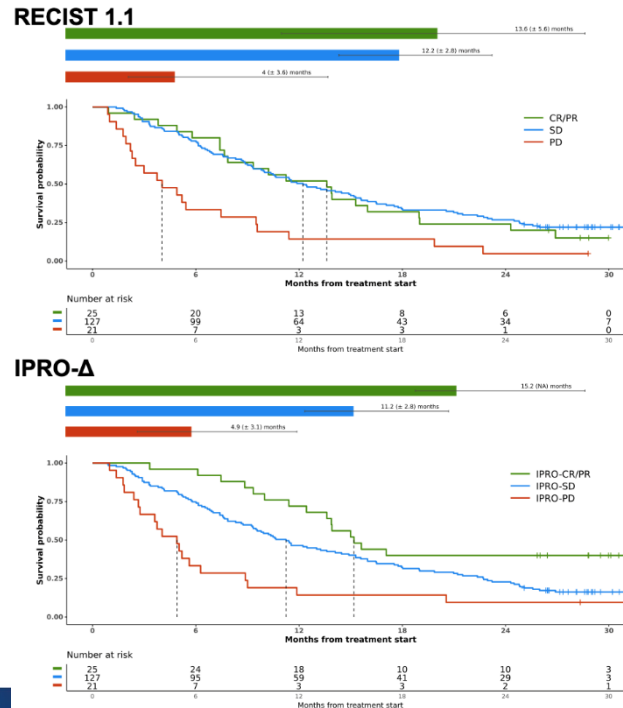 RECIST 1.1
13.6 (± 5.6) months
12.2 (± 2.8) months
4 (± 3.6) months
Survival probability
1.00
0.75
0.50
0.25
0.00
CR/PR
SD
PD
0 6 12 18 24 30
Months from treatment start
Number at risk
25 20 13 8 6 0
127 99 64 43 34 7
21 7 3 3 1 0
0 6 12 18 24 30
Months from treatment start
IPRO-Δ
15.2 (NA) months
11.2 (± 2.8) months
4.9 (± 3.1) months
Survival probability
1.00
0.75
0.50
0.25
0.00
IPRO-CR/PR
IPRO-SD
IPRO-PD
0 6 12 18 24 30
Months from treatment start
Number at risk
25 24 18 10 10 3
127 95 59 41 29 3
21 7 3 3 2 1
0 6 12 18 24 30
Months from treatment start